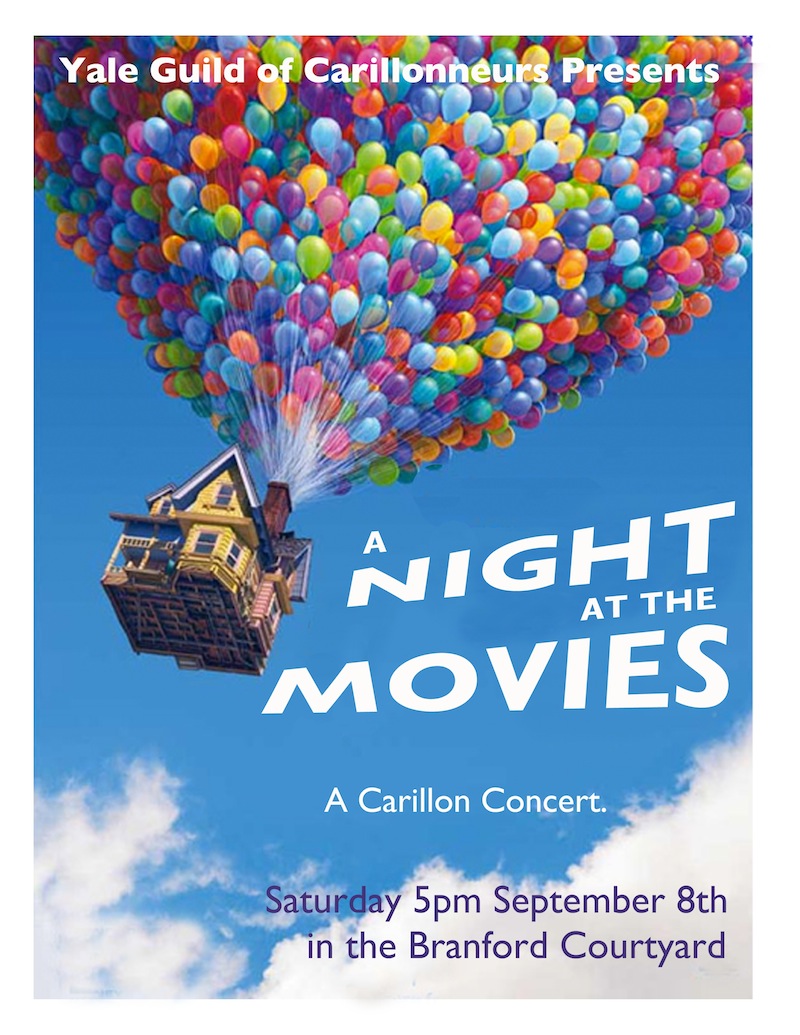 Yale Guild of Carillonneurs Presents
A
NIGHT
AT THE
MOVIES
A Carillon Concert.
Saturday 5pm September 8th
in the Branford Courtyard